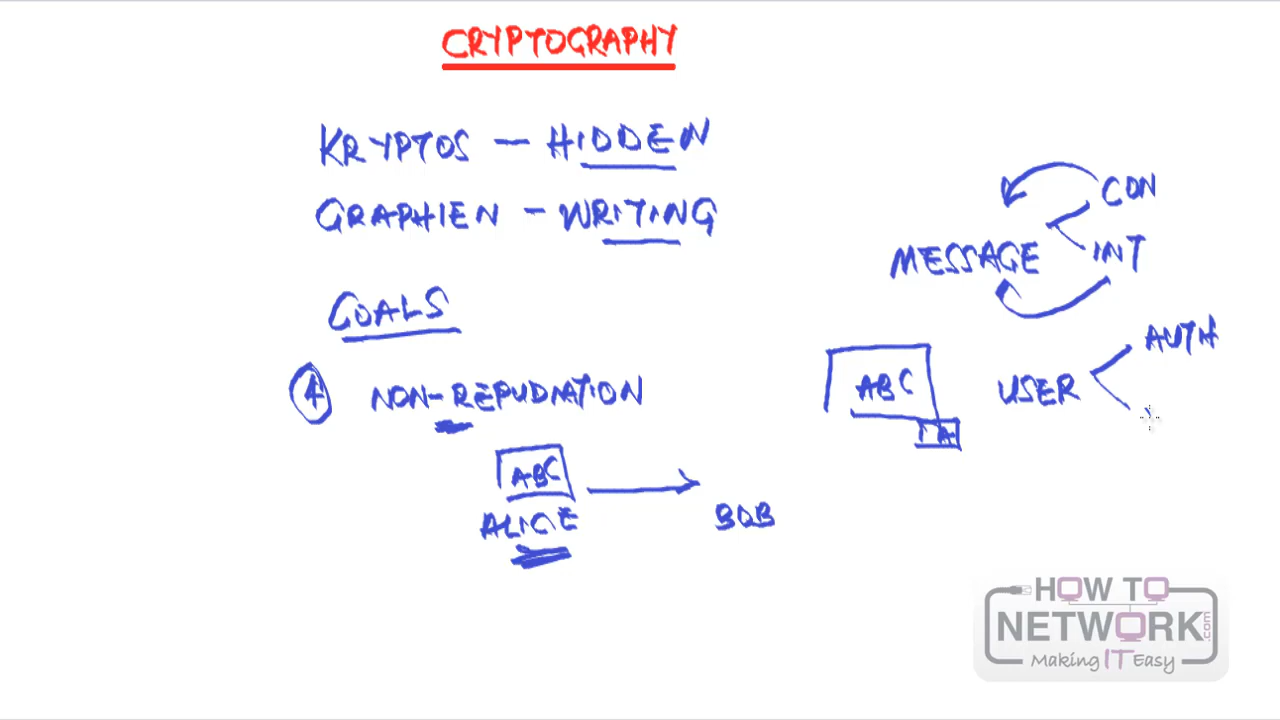 CRYPTOGRAPHY
KRYPTOS – HIDDEN
GRAPHIEN – WRITING
GOALS
4 NON-REPUDIATION
ABC
ALICE
BOB
CON
MESSAGE
INT
AUTH
ABC
USER
A
HOW TO
NETWORK.com
Making IT Easy